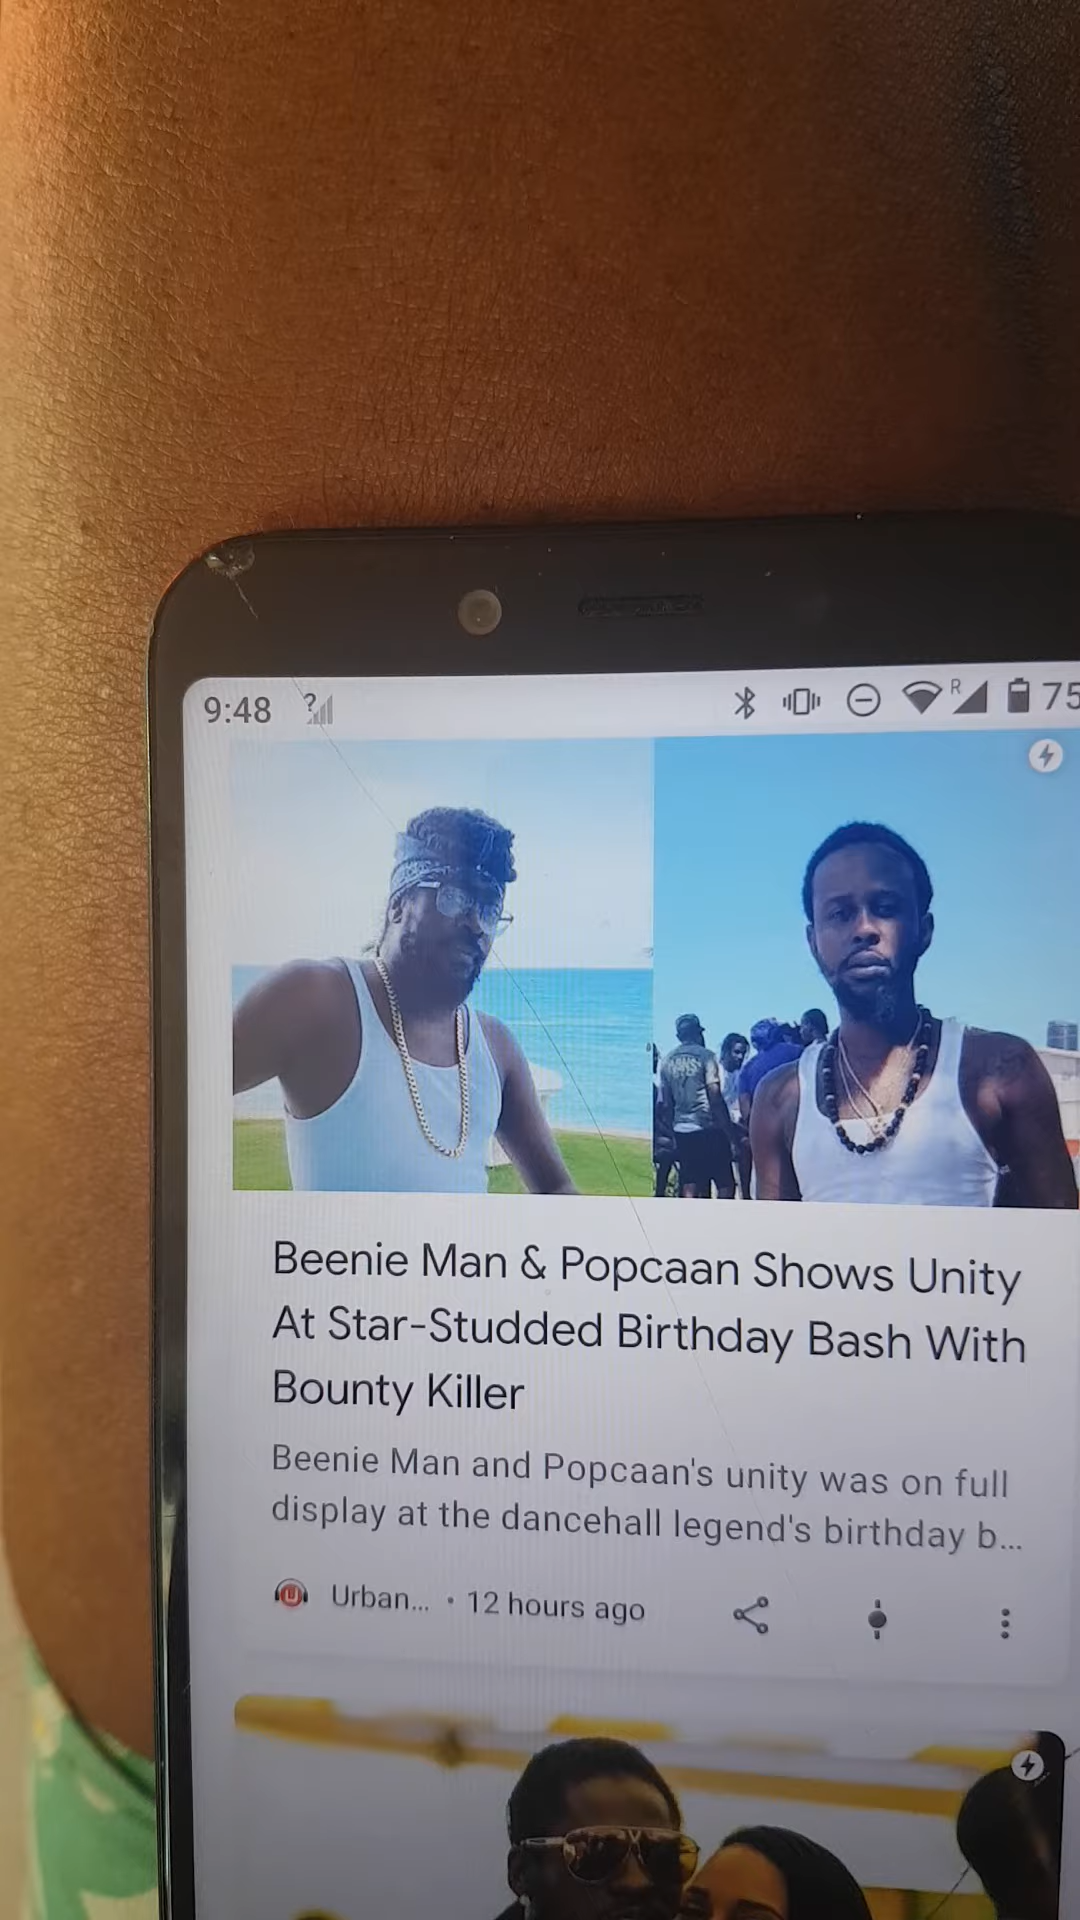 9:48 ? R 75
Beenie Man & Popcaan Shows Unity
At Star-Studded Birthday Bash With
Bounty Killer
Beenie Man and Popcaan's unity was on full
display at the dancehall legend's birthday b...
Urban... • 12 hours ago